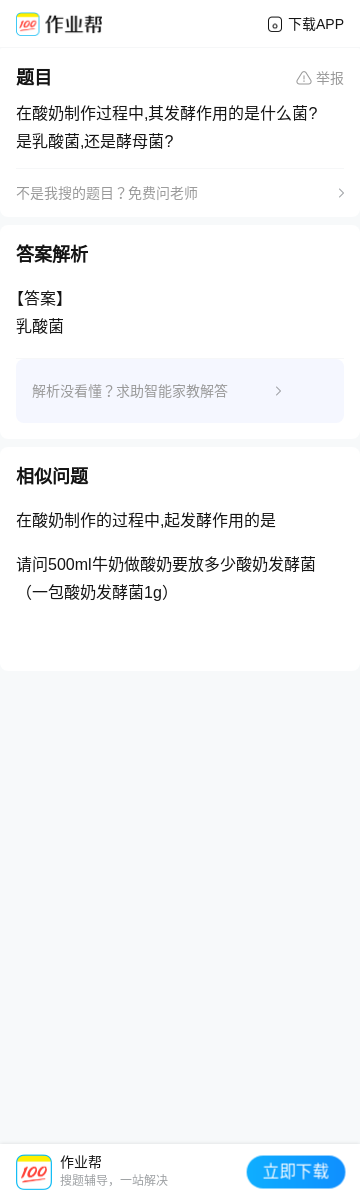 作业帮
下载APP
题目
举报
在酸奶制作过程中,其发酵作用的是什么菌?
是乳酸菌,还是酵母菌?
不是我搜的题目？免费问老师
答案解析
【答案】
乳酸菌
解析没看懂？求助智能家教解答
相似问题
在酸奶制作的过程中,起发酵作用的是
请问500ml牛奶做酸奶要放多少酸奶发酵菌
（一包酸奶发酵菌1g）
100
作业帮
搜题辅导，一站解决
立即下载